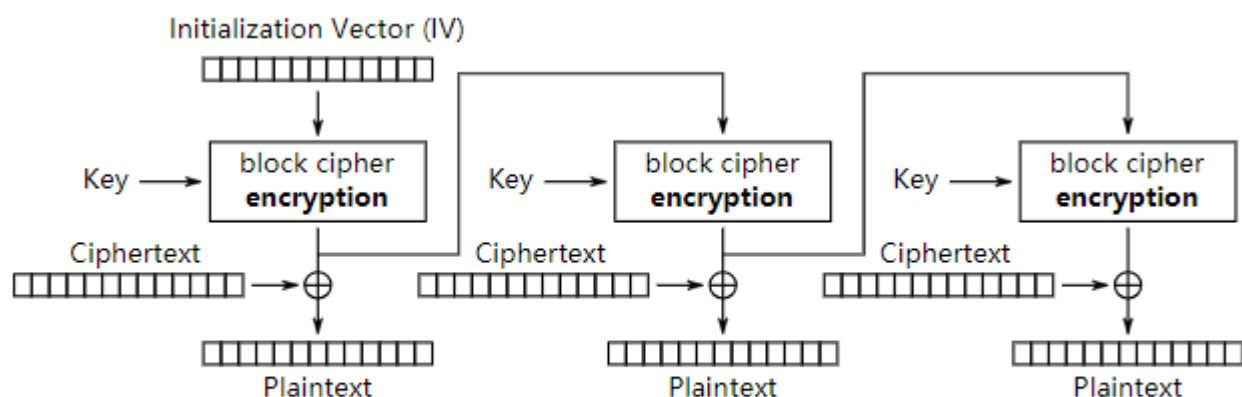 Initialization Vector (IV)
Key
block cipher
encryption
Key
block cipher
encryption
Key
block cipher
encryption
Ciphertext
Ciphertext
Ciphertext
Plaintext
Plaintext
Plaintext